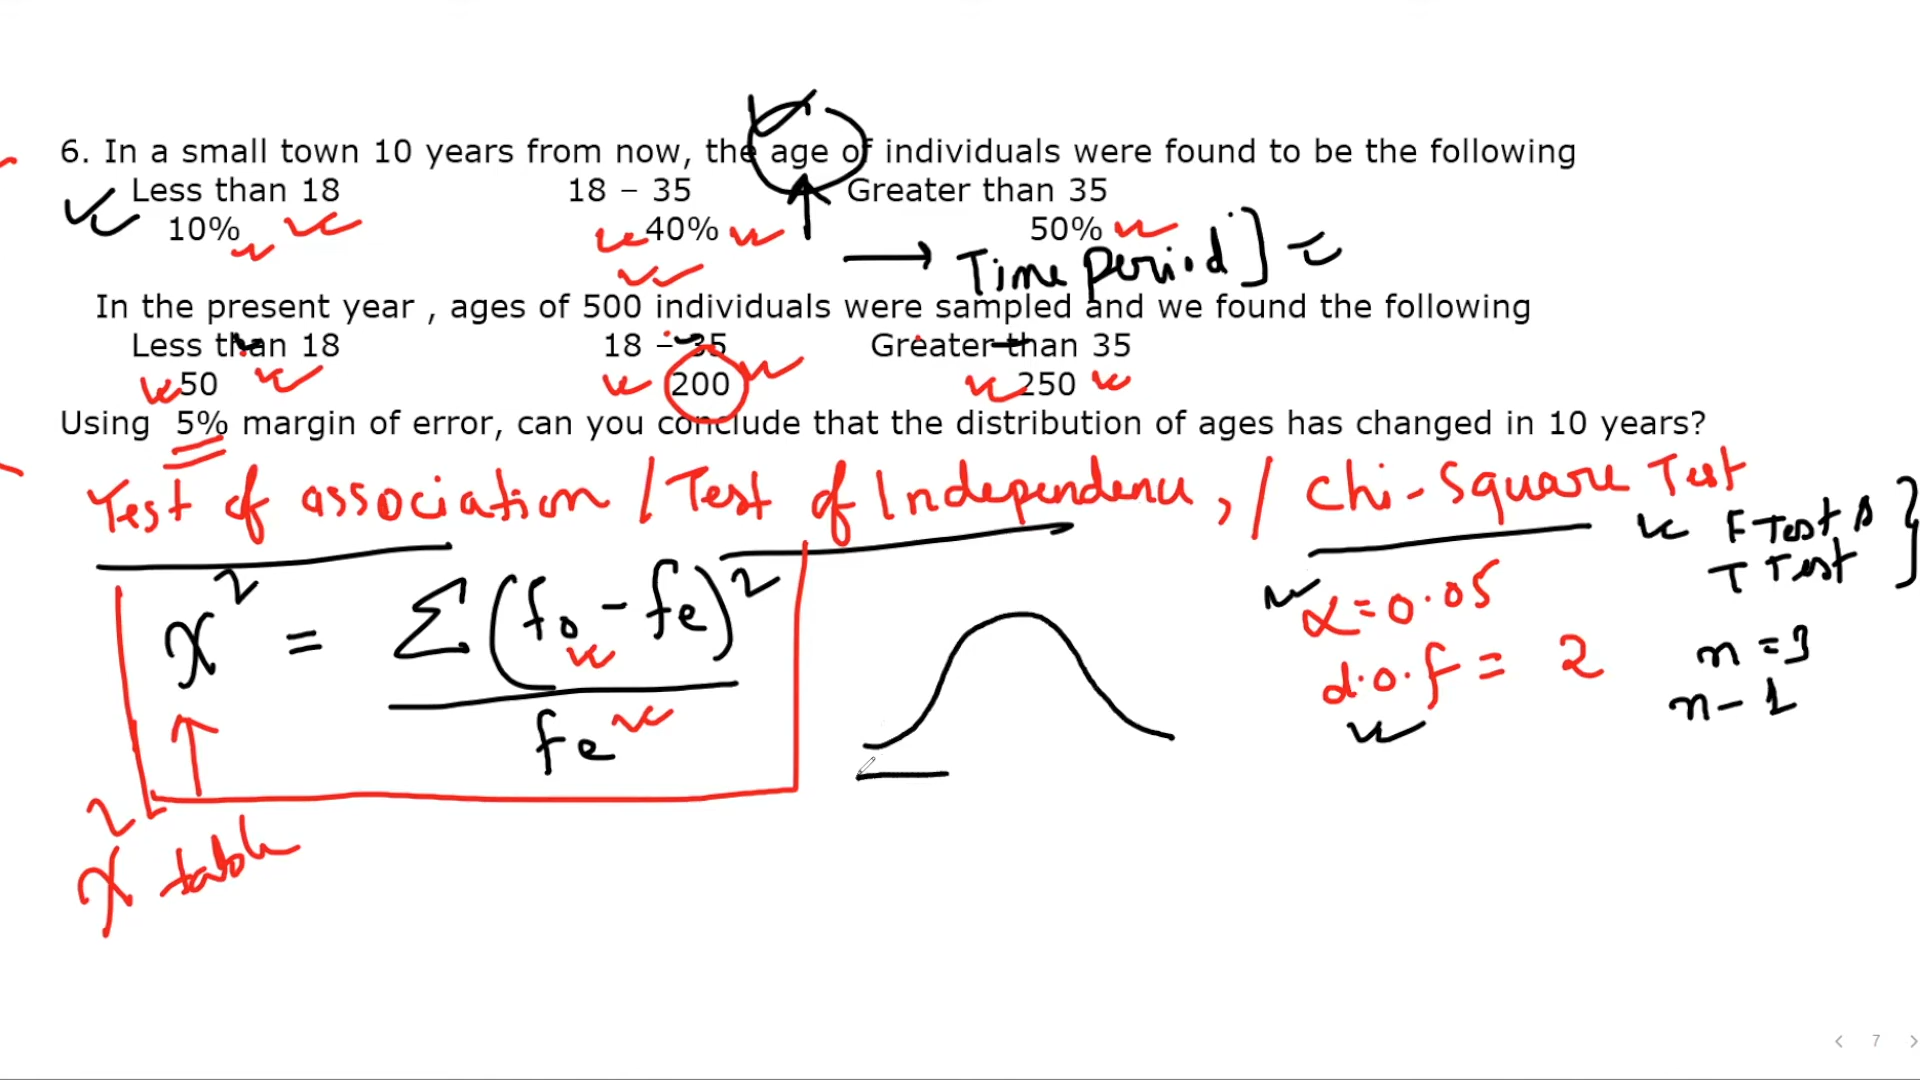 6. In a small town 10 years from now, the age of individuals were found to be the following
Less than 18 18 – 35 Greater than 35
10% 40% 50%
Time period]
In the present year , ages of 500 individuals were sampled and we found the following
Less than 18 18 – 35 Greater than 35
50 200 250
Using 5% margin of error, can you conclude that the distribution of ages has changed in 10 years?
Test of association / Test of Independence, / Chi-Square Test
F Test
T Test
χ² = Σ(fo - fe)² / fe
α=0.05
d.o.f = 2
n=3
n-1
χ² table
7